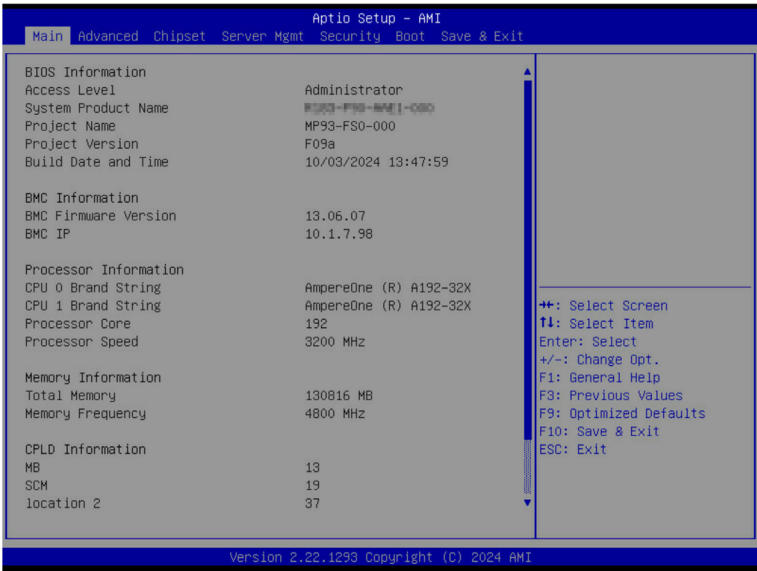 Aptio Setup – AMI
Main Advanced Chipset Server Mgmt Security Boot Save & Exit
BIOS Information
Access Level Administrator
System Product Name
Project Name MP93-FS0-000
Project Version F09a
Build Date and Time 10/03/2024 13:47:59
BMC Information
BMC Firmware Version 13.06.07
BMC IP 10.1.7.98
Processor Information
CPU 0 Brand String AmpereOne (R) A192-32X
CPU 1 Brand String AmpereOne (R) A192-32X
Processor Core 192
Processor Speed 3200 MHz
Memory Information
Total Memory 130816 MB
Memory Frequency 4800 MHz
CPLD Information
MB 13
SCM 19
location 2 37
→←: Select Screen
↑↓: Select Item
Enter: Select
+/-: Change Opt.
F1: General Help
F3: Previous Values
F9: Optimized Defaults
F10: Save & Exit
ESC: Exit
Version 2.22.1293 Copyright (C) 2024 AMI